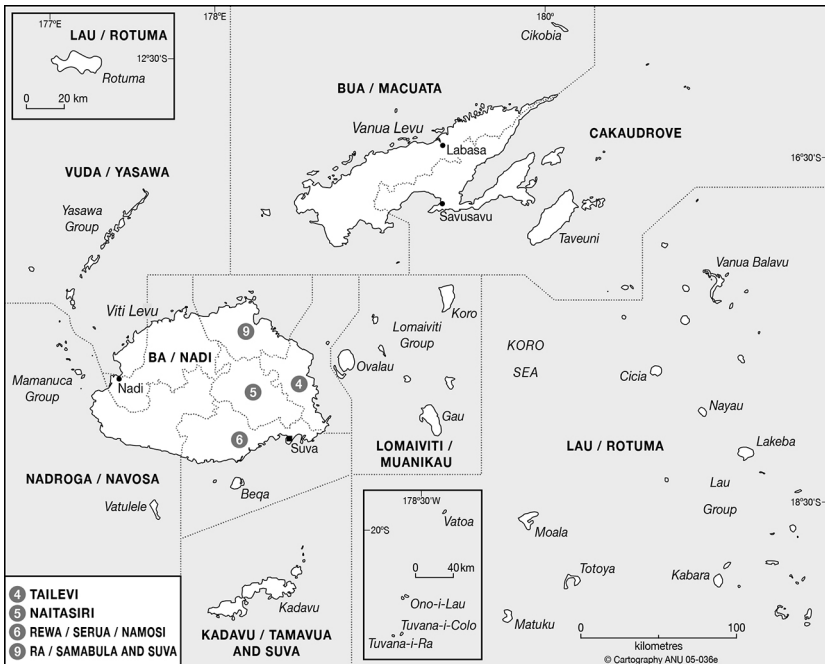 177°E
178°E
180°
LAU / ROTUMA
12°30'S
Rotuma
0 20 km
Cikobia
BUA / MACUATA
Vanua Levu
Labasa
CAKAUDROVE
16°30'S
VUDA / YASAWA
Yasawa
Group
Savusavu
Taveuni
Vanua Balavu
Viti Levu
Koro
9
Lomaiviti
Group
KORO
SEA
BA / NADI
Ovalau
Cicia
Mamanuca
Group
Nadi
5
4
Nayau
Gau
6
Suva
LOMAIVITI /
MUANIKAU
LAU / ROTUMA
Lakeba
NADROGA / NAVOSA
Beqa
Vatulele
Lau
Group
18°30'S
178°30'W
Vatoa
20°S
Moala
0 40 km
Totoya
Kabara
Ono-i-Lau
Tuvana-i-Colo
Tuvana-i-Ra
Matuku
Kadavu
KADAVU / TAMAVUA
AND SUVA
4 TAILEVI
5 NAITASIRI
6 REWA / SERUA / NAMOSI
9 RA / SAMABULA AND SUVA
0 100
kilometres
© Cartography ANU 05-036e